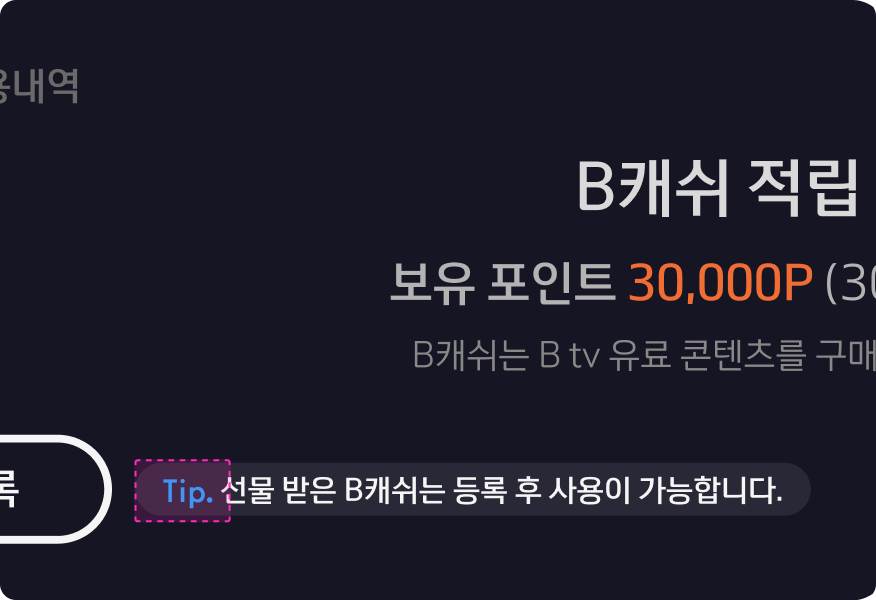 내역
B캐쉬 적립
보유 포인트 30,000P (30
B캐쉬는 B tv 유료 콘텐츠를 구매
록
Tip. 선물 받은 B캐쉬는 등록 후 사용이 가능합니다.